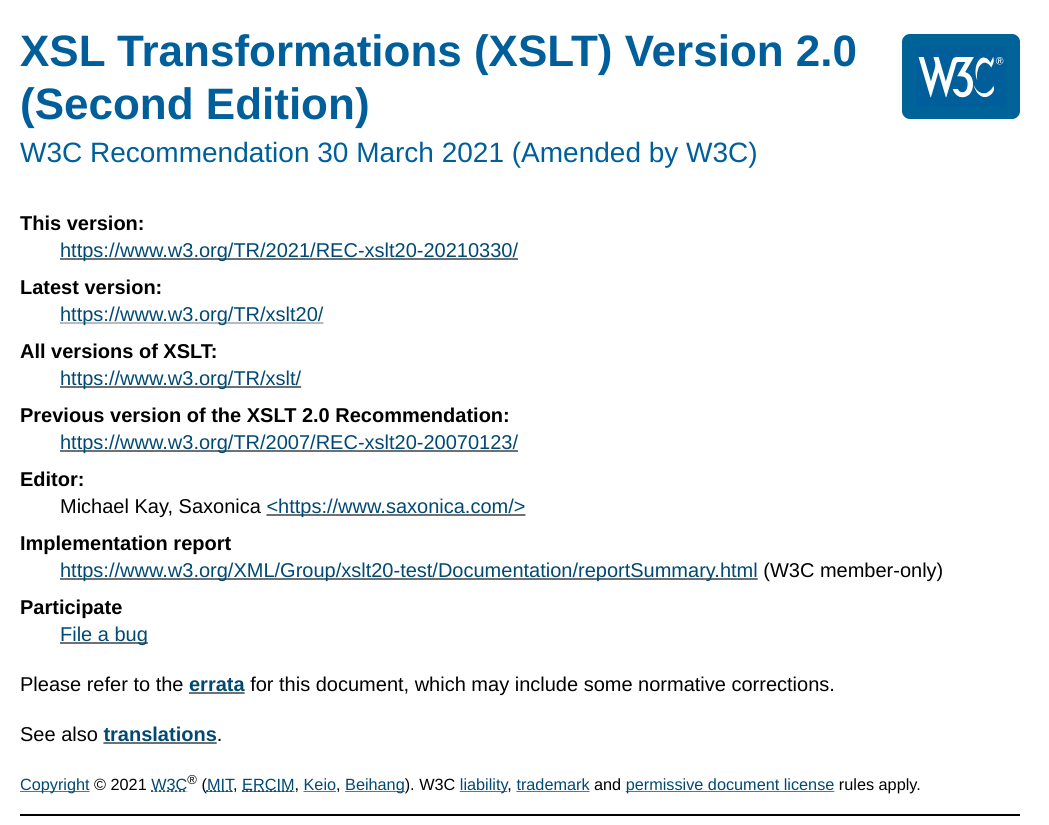 XSL Transformations (XSLT) Version 2.0
(Second Edition)
W3C®
W3C Recommendation 30 March 2021 (Amended by W3C)
This version:
https://www.w3.org/TR/2021/REC-xslt20-20210330/
Latest version:
https://www.w3.org/TR/xslt20/
All versions of XSLT:
https://www.w3.org/TR/xslt/
Previous version of the XSLT 2.0 Recommendation:
https://www.w3.org/TR/2007/REC-xslt20-20070123/
Editor:
Michael Kay, Saxonica <https://www.saxonica.com/>
Implementation report
https://www.w3.org/XML/Group/xslt20-test/Documentation/reportSummary.html (W3C member-only)
Participate
File a bug
Please refer to the errata for this document, which may include some normative corrections.
See also translations.
Copyright © 2021 W3C® (MIT, ERCIM, Keio, Beihang). W3C liability, trademark and permissive document license rules apply.